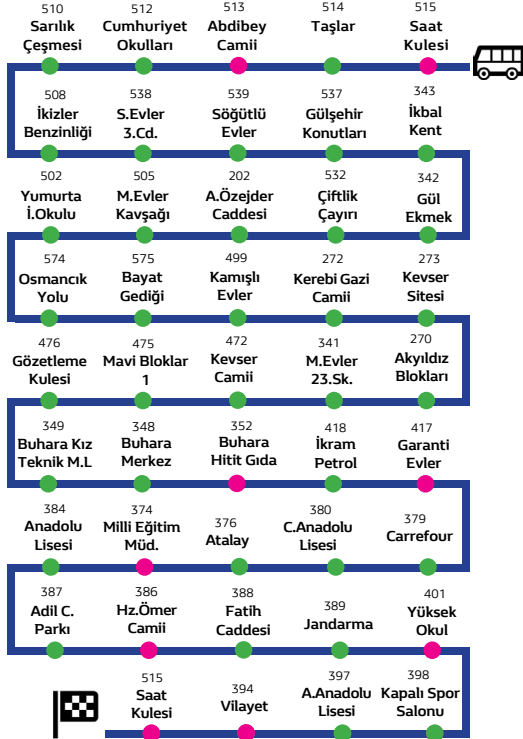 510
Sarılık
Çeşmesi
512
Cumhuriyet
Okulları
513
Abdibey
Camii
514
Taşlar
515
Saat
Kulesi
508
İkizler
Benzinliği
538
S.Evler
3.Cd.
539
Söğütlü
Evler
537
Gülşehir
Konutları
343
İkbal
Kent
502
Yumurta
İ.Okulu
505
M.Evler
Kavşağı
202
A.Özejder
Caddesi
532
Çiftlik
Çayırı
342
Gül
Ekmek
574
Osmancık
Yolu
575
Bayat
Gediği
499
Kamışlı
Evler
272
Kerebi Gazi
Camii
273
Kevser
Sitesi
476
Gözetleme
Kulesi
475
Mavi Bloklar
1
472
Kevser
Camii
341
M.Evler
23.Sk.
270
Akyıldız
Blokları
349
Buhara Kız
Teknik M.L
348
Buhara
Merkez
352
Buhara
Hitit Gıda
418
İkram
Petrol
417
Garanti
Evler
384
Anadolu
Lisesi
374
Milli Eğitim
Müd.
376
Atalay
380
C.Anadolu
Lisesi
379
Carrefour
387
Adil C.
Parkı
386
Hz.Ömer
Camii
388
Fatih
Caddesi
389
Jandarma
401
Yüksek
Okul
515
Saat
Kulesi
394
Vilayet
397
A.Anadolu
Lisesi
398
Kapalı Spor
Salonu